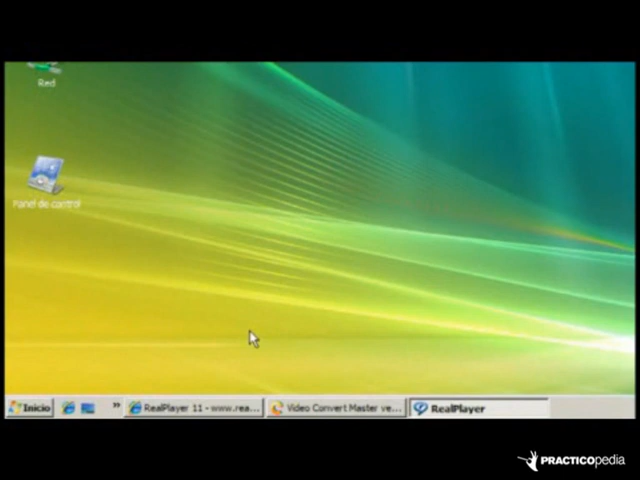 Red
Panel de control
Inicio
»
RealPlayer 11 - www.rea...
Video Convert Master ve...
RealPlayer
PRACTICOpedia